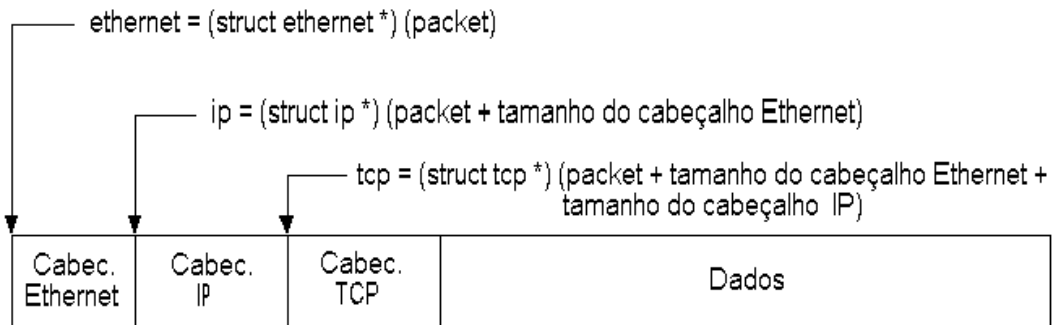 ethernet = (struct ethernet *) (packet)
ip = (struct ip *) (packet + tamanho do cabeçalho Ethernet)
tcp = (struct tcp *) (packet + tamanho do cabeçalho Ethernet +
tamanho do cabeçalho IP)
Cabec.
Ethernet
Cabec.
IP
Cabec.
TCP
Dados